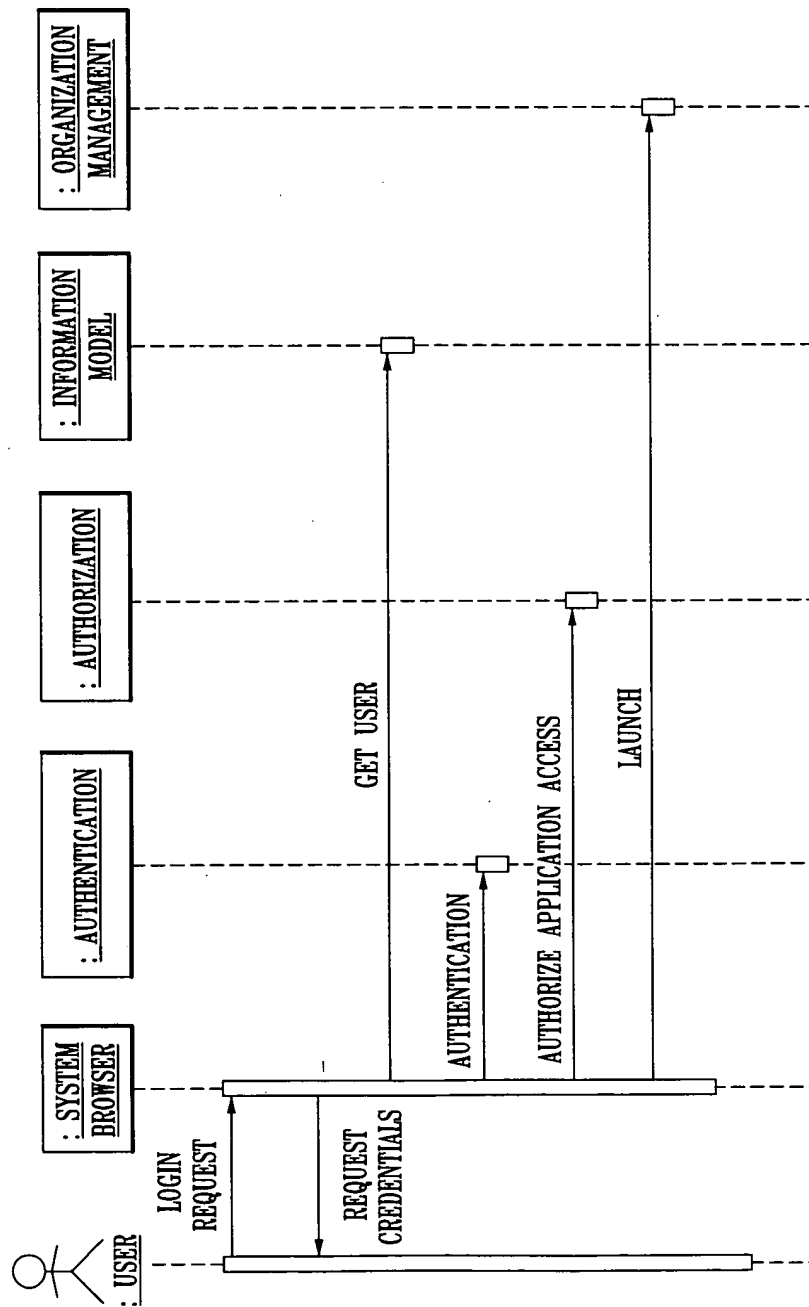 : USER
: SYSTEM
BROWSER
: AUTHENTICATION
: AUTHORIZATION
: INFORMATION
MODEL
: ORGANIZATION
MANAGEMENT
LOGIN
REQUEST
REQUEST
CREDENTIALS
GET USER
AUTHENTICATION
AUTHORIZE APPLICATION ACCESS
LAUNCH